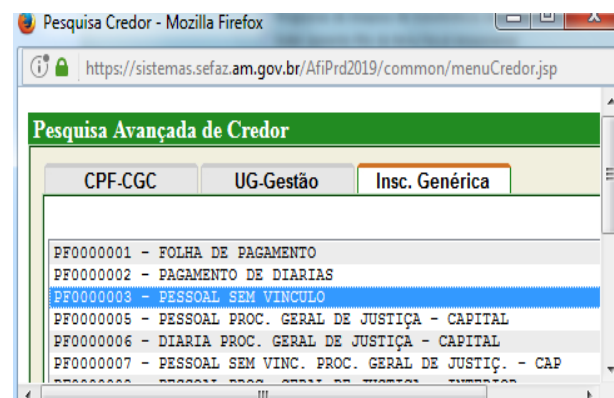 Pesquisa Credor - Mozilla Firefox
https://sistemas.sefaz.am.gov.br/AfiPrd2019/common/menuCredor.jsp
Pesquisa Avançada de Credor
CPF-CGC UG-Gestão Insc. Genérica
PF0000001 - FOLHA DE PAGAMENTO
PF0000002 - PAGAMENTO DE DIARIAS
PF0000003 - PESSOAL SEM VINCULO
PF0000005 - PESSOAL PROC. GERAL DE JUSTIÇA - CAPITAL
PF0000006 - DIARIA PROC. GERAL DE JUSTIÇA - CAPITAL
PF0000007 - PESSOAL SEM VINC. PROC. GERAL DE JUSTIÇ. - CAP